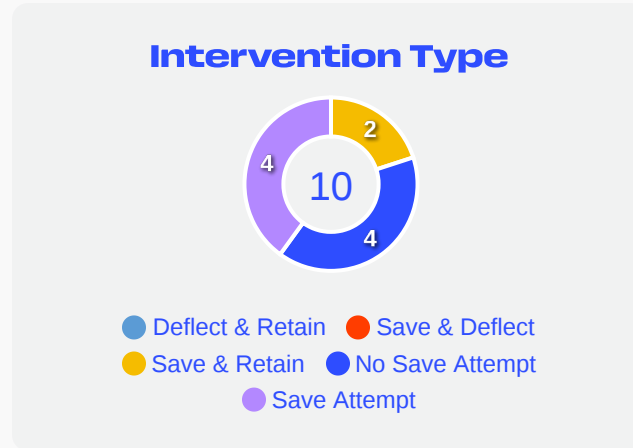 Intervention Type
2
4
10
4
Deflect & Retain Save & Deflect
Save & Retain No Save Attempt
Save Attempt